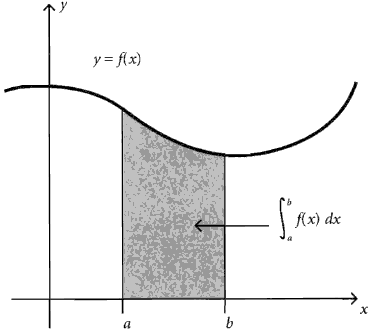 y
y = f(x)
∫_a^b f(x) dx
x
a
b